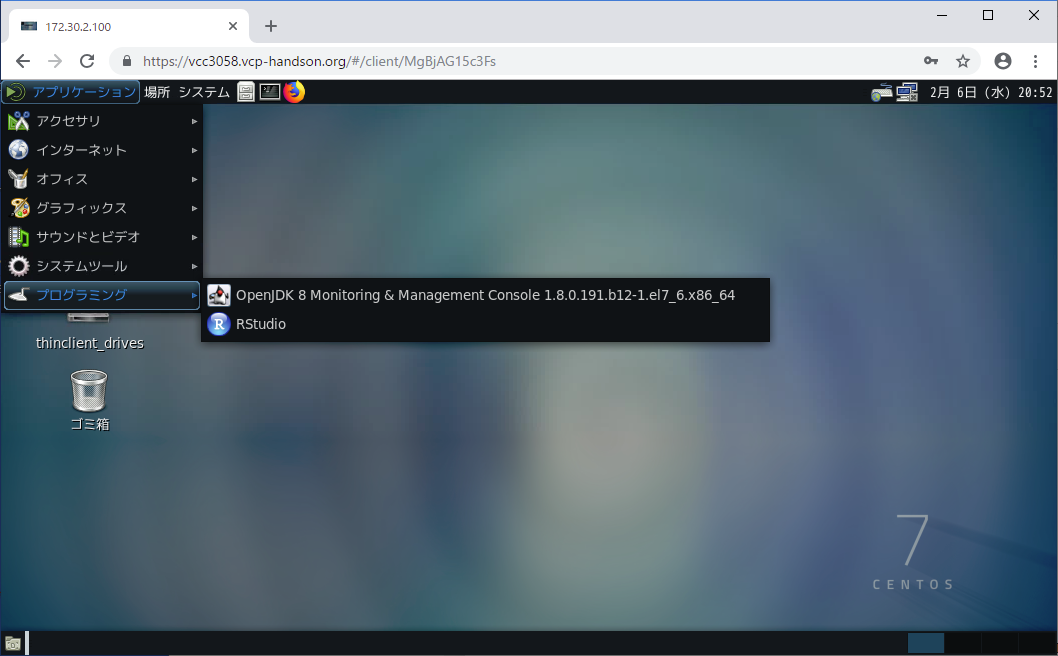 172.30.2.100
https://vcc3058.vcp-handson.org/#/client/MgBjAG15c3Fs
アプリケーション 場所 システム 2月 6日 (水) 20:52
アクセサリ
インターネット
オフィス
グラフィックス
サウンドとビデオ
システムツール
プログラミング
OpenJDK 8 Monitoring & Management Console 1.8.0.191.b12-1.el7_6.x86_64
R RStudio
thinclient_drives
ゴミ箱
7
CENTOS